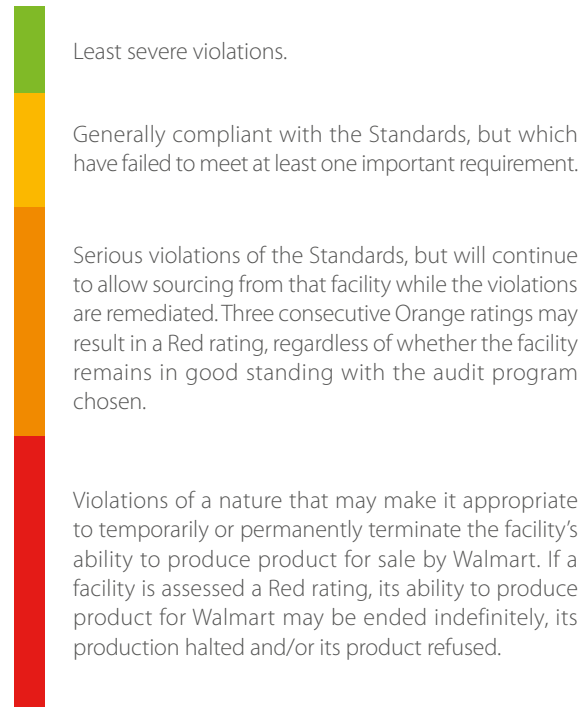 Least severe violations.
Generally compliant with the Standards, but which
have failed to meet at least one important requirement.
Serious violations of the Standards, but will continue
to allow sourcing from that facility while the violations
are remediated. Three consecutive Orange ratings may
result in a Red rating, regardless of whether the facility
remains in good standing with the audit program
chosen.
Violations of a nature that may make it appropriate
to temporarily or permanently terminate the facility’s
ability to produce product for sale by Walmart. If a
facility is assessed a Red rating, its ability to produce
product for Walmart may be ended indefinitely, its
production halted and/or its product refused.